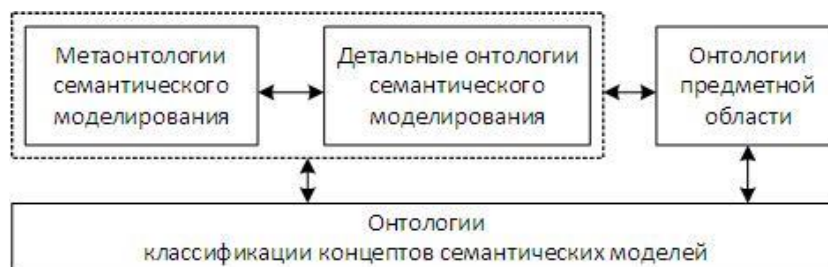 Метаонтологии
семантического
моделирования
Детальные онтологии
семантического
моделирования
Онтологии
предметной
области
Онтологии
классификации концептов семантических моделей